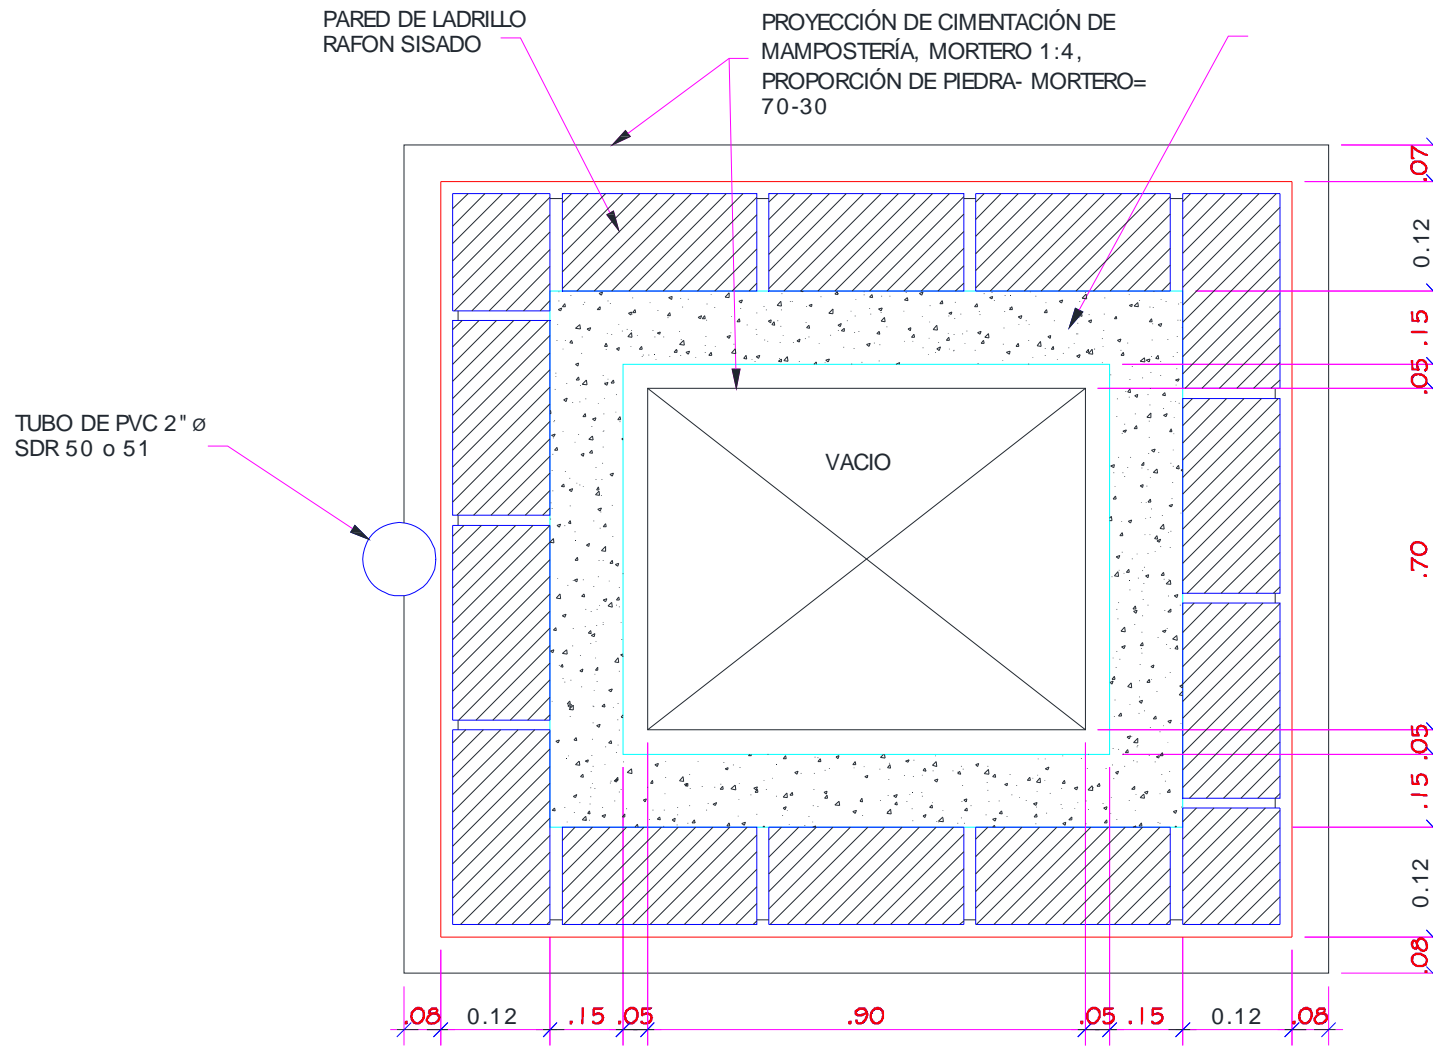 PARED DE LADRILLO
RAFON SISADO
PROYECCIÓN DE CIMENTACIÓN DE
MAMPOSTERÍA, MORTERO 1:4,
PROPORCIÓN DE PIEDRA- MORTERO=
70-30
TUBO DE PVC 2" ø
SDR 50 o 51
VACIO
.07
0.12
.15
.05
.70
.05
.15
0.12
.08
.08
0.12
.15
.05
.90
.05
.15
0.12
.08